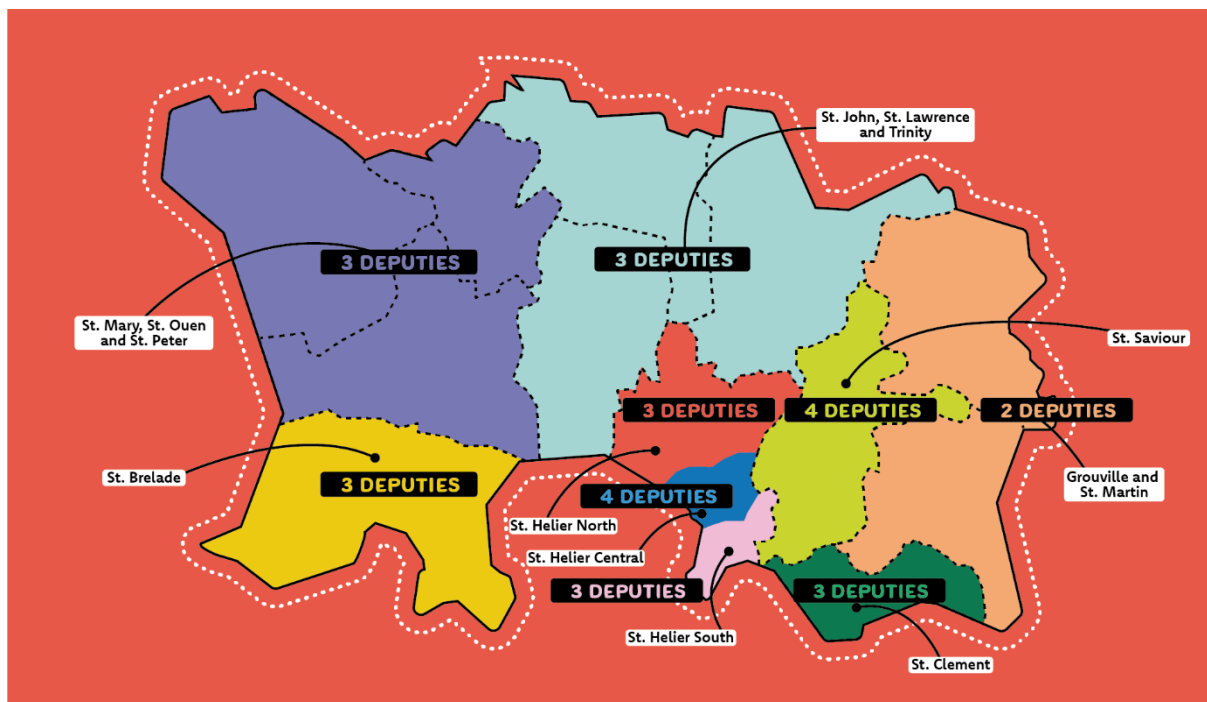 St. John, St. Lawrence
and Trinity
3 DEPUTIES
3 DEPUTIES
St. Mary, St. Ouen
and St. Peter
St. Saviour
3 DEPUTIES
4 DEPUTIES
2 DEPUTIES
St. Brelade
3 DEPUTIES
Grouville and
St. Martin
4 DEPUTIES
St. Helier North
St. Helier Central
3 DEPUTIES
3 DEPUTIES
St. Helier South
St. Clement